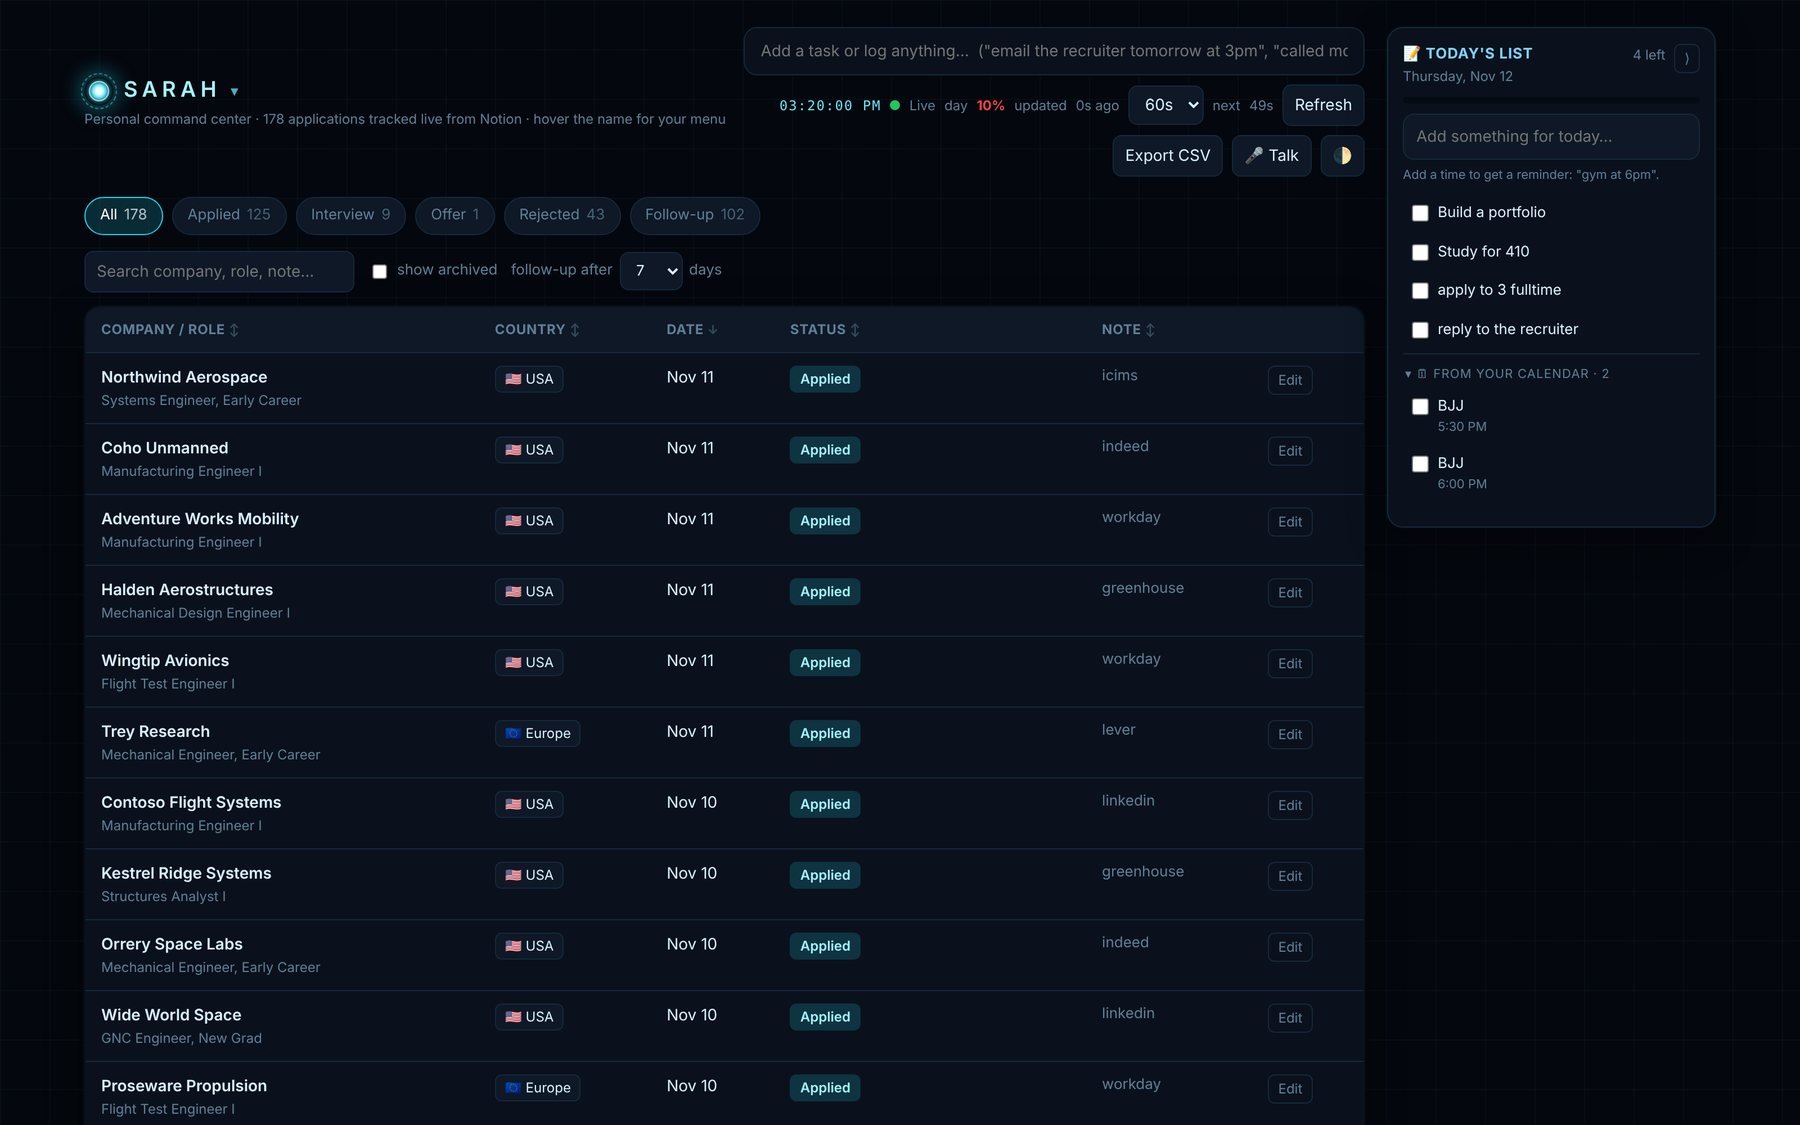 SARAH ▾
Personal command center · 178 applications tracked live from Notion · hover the name for your menu
Add a task or log anything... ("email the recruiter tomorrow at 3pm", "called mc
03:20:00 PM Live day 10% updated 0s ago 60s next 49s Refresh
Export CSV 🎤 Talk 🌓
All 178 Applied 125 Interview 9 Offer 1 Rejected 43 Follow-up 102
Search company, role, note... show archived follow-up after 7 days
COMPANY / ROLE ↕ COUNTRY ↕ DATE ↓ STATUS ↕ NOTE ↕
Northwind Aerospace 🇺🇸 USA Nov 11 Applied icims Edit
Systems Engineer, Early Career
Coho Unmanned 🇺🇸 USA Nov 11 Applied indeed Edit
Manufacturing Engineer I
Adventure Works Mobility 🇺🇸 USA Nov 11 Applied workday Edit
Manufacturing Engineer I
Halden Aerostructures 🇺🇸 USA Nov 11 Applied greenhouse Edit
Mechanical Design Engineer I
Wingtip Avionics 🇺🇸 USA Nov 11 Applied workday Edit
Flight Test Engineer I
Trey Research 🇪🇺 Europe Nov 11 Applied lever Edit
Mechanical Engineer, Early Career
Contoso Flight Systems 🇺🇸 USA Nov 10 Applied linkedin Edit
Manufacturing Engineer I
Kestrel Ridge Systems 🇺🇸 USA Nov 10 Applied greenhouse Edit
Structures Analyst I
Orrery Space Labs 🇺🇸 USA Nov 10 Applied indeed Edit
Mechanical Engineer, Early Career
Wide World Space 🇺🇸 USA Nov 10 Applied linkedin Edit
GNC Engineer, New Grad
Proseware Propulsion 🇪🇺 Europe Nov 10 Applied workday Edit
Flight Test Engineer I
📝 TODAY'S LIST 4 left ⟩
Thursday, Nov 12
Add something for today...
Add a time to get a reminder: "gym at 6pm".
Build a portfolio
Study for 410
apply to 3 fulltime
reply to the recruiter
▾ 🗓 FROM YOUR CALENDAR · 2
BJJ
5:30 PM
BJJ
6:00 PM